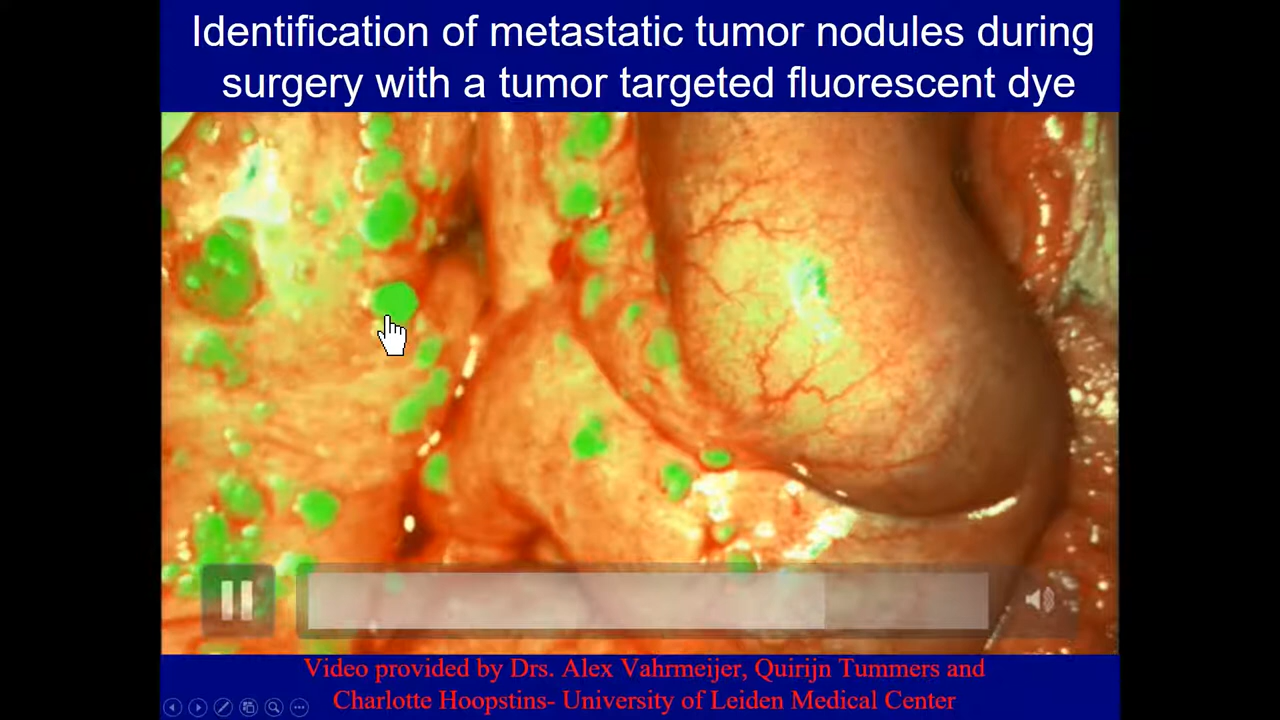 Identification of metastatic tumor nodules during
surgery with a tumor targeted fluorescent dye
Video provided by Drs. Alex Vahrmeijer, Quirijn Tummers and
Charlotte Hoopstins- University of Leiden Medical Center